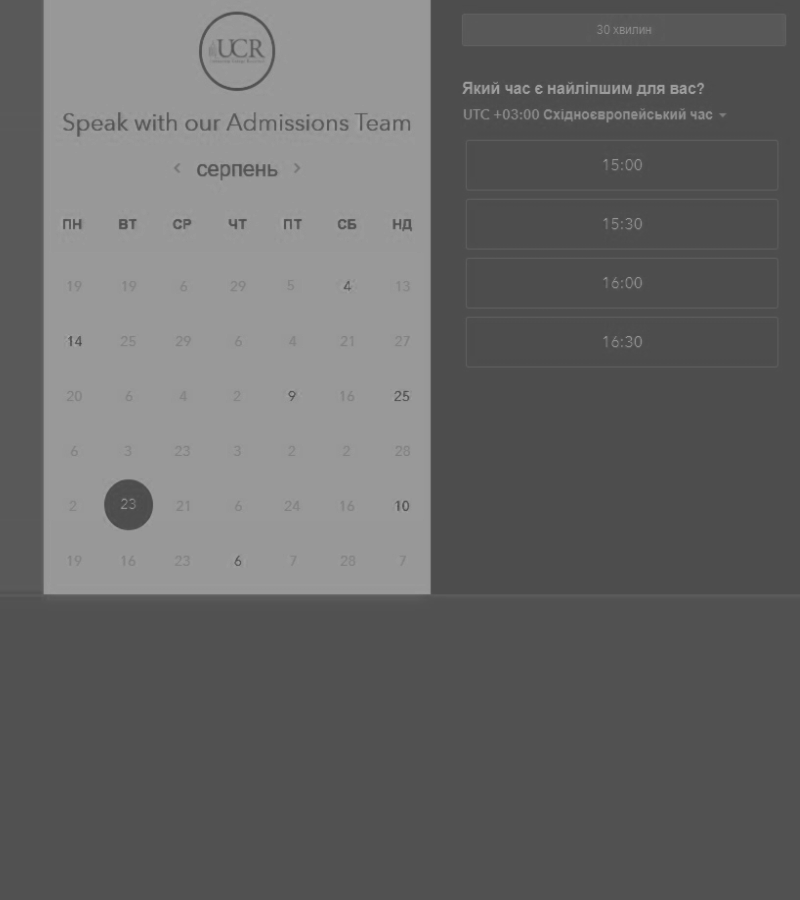 UCR
Speak with our Admissions Team
< серпень >
ПН ВТ СР ЧТ ПТ СБ НД
19 19 6 29 5 4 13
14 25 29 6 4 21 27
20 6 4 2 9 16 25
6 3 23 3 2 2 28
2 23 21 6 24 16 10
19 16 23 6 7 28 7
30 хвилин
Який час є найліпшим для вас?
UTC +03:00 Східноєвропейський час
15:00
15:30
16:00
16:30